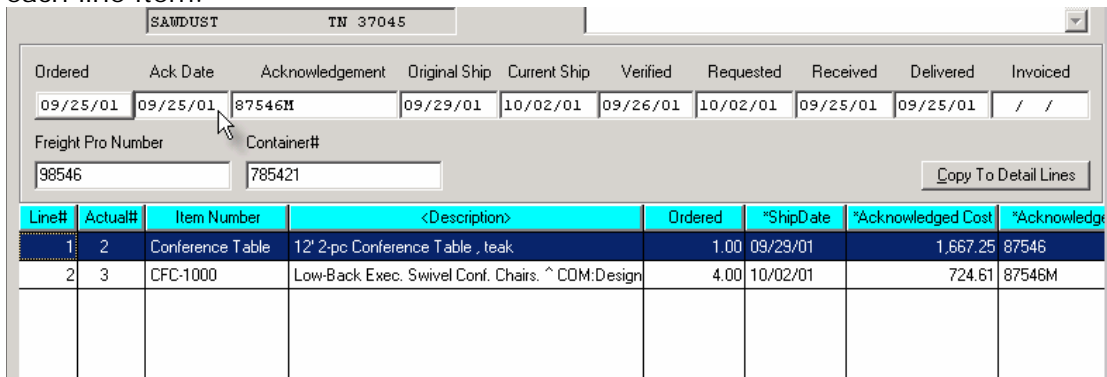 each line item.
SAWDUST TN 37045
Ordered Ack Date Acknowledgement Original Ship Current Ship Verified Requested Received Delivered Invoiced
09/25/01 09/25/01 87546M 09/29/01 10/02/01 09/26/01 10/02/01 09/25/01 09/25/01 / /
Freight Pro Number Container#
98546 785421 Copy To Detail Lines
Line# Actual# Item Number <Description> Ordered *ShipDate *Acknowledged Cost *Acknowledge
1 2 Conference Table 12' 2-pc Conference Table , teak 1.00 09/29/01 1,667.25 87546
2 3 CFC-1000 Low-Back Exec. Swivel Conf. Chairs. ^ COM:Design 4.00 10/02/01 724.61 87546M